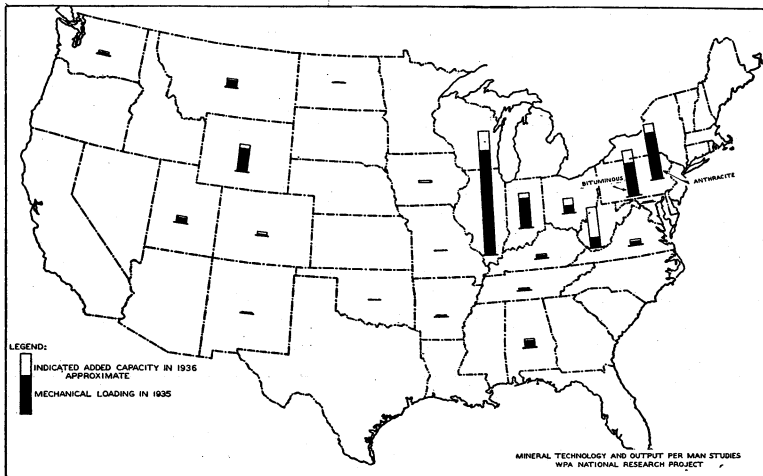 BITUMINOUS
ANTHRACITE
LEGEND:
INDICATED ADDED CAPACITY IN 1936
APPROXIMATE
MECHANICAL LOADING IN 1935
MINERAL TECHNOLOGY AND OUTPUT PER MAN STUDIES
WPA NATIONAL RESEARCH PROJECT